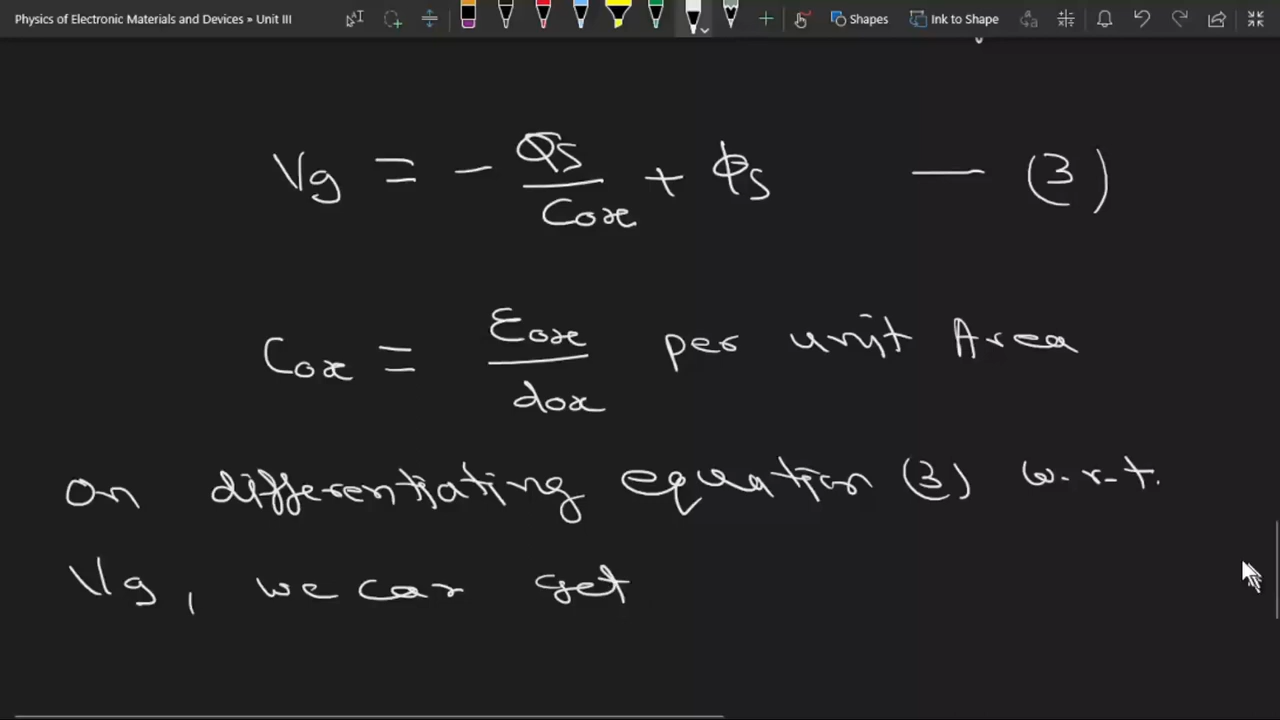 Physics of Electronic Materials and Devices » Unit III
Shapes
Ink to Shape
Vg = - Qs/Cox + φs — (3)
Cox = εox/dox per unit Area
on differentiating equation (3) w.r.t.
Vg, we can get